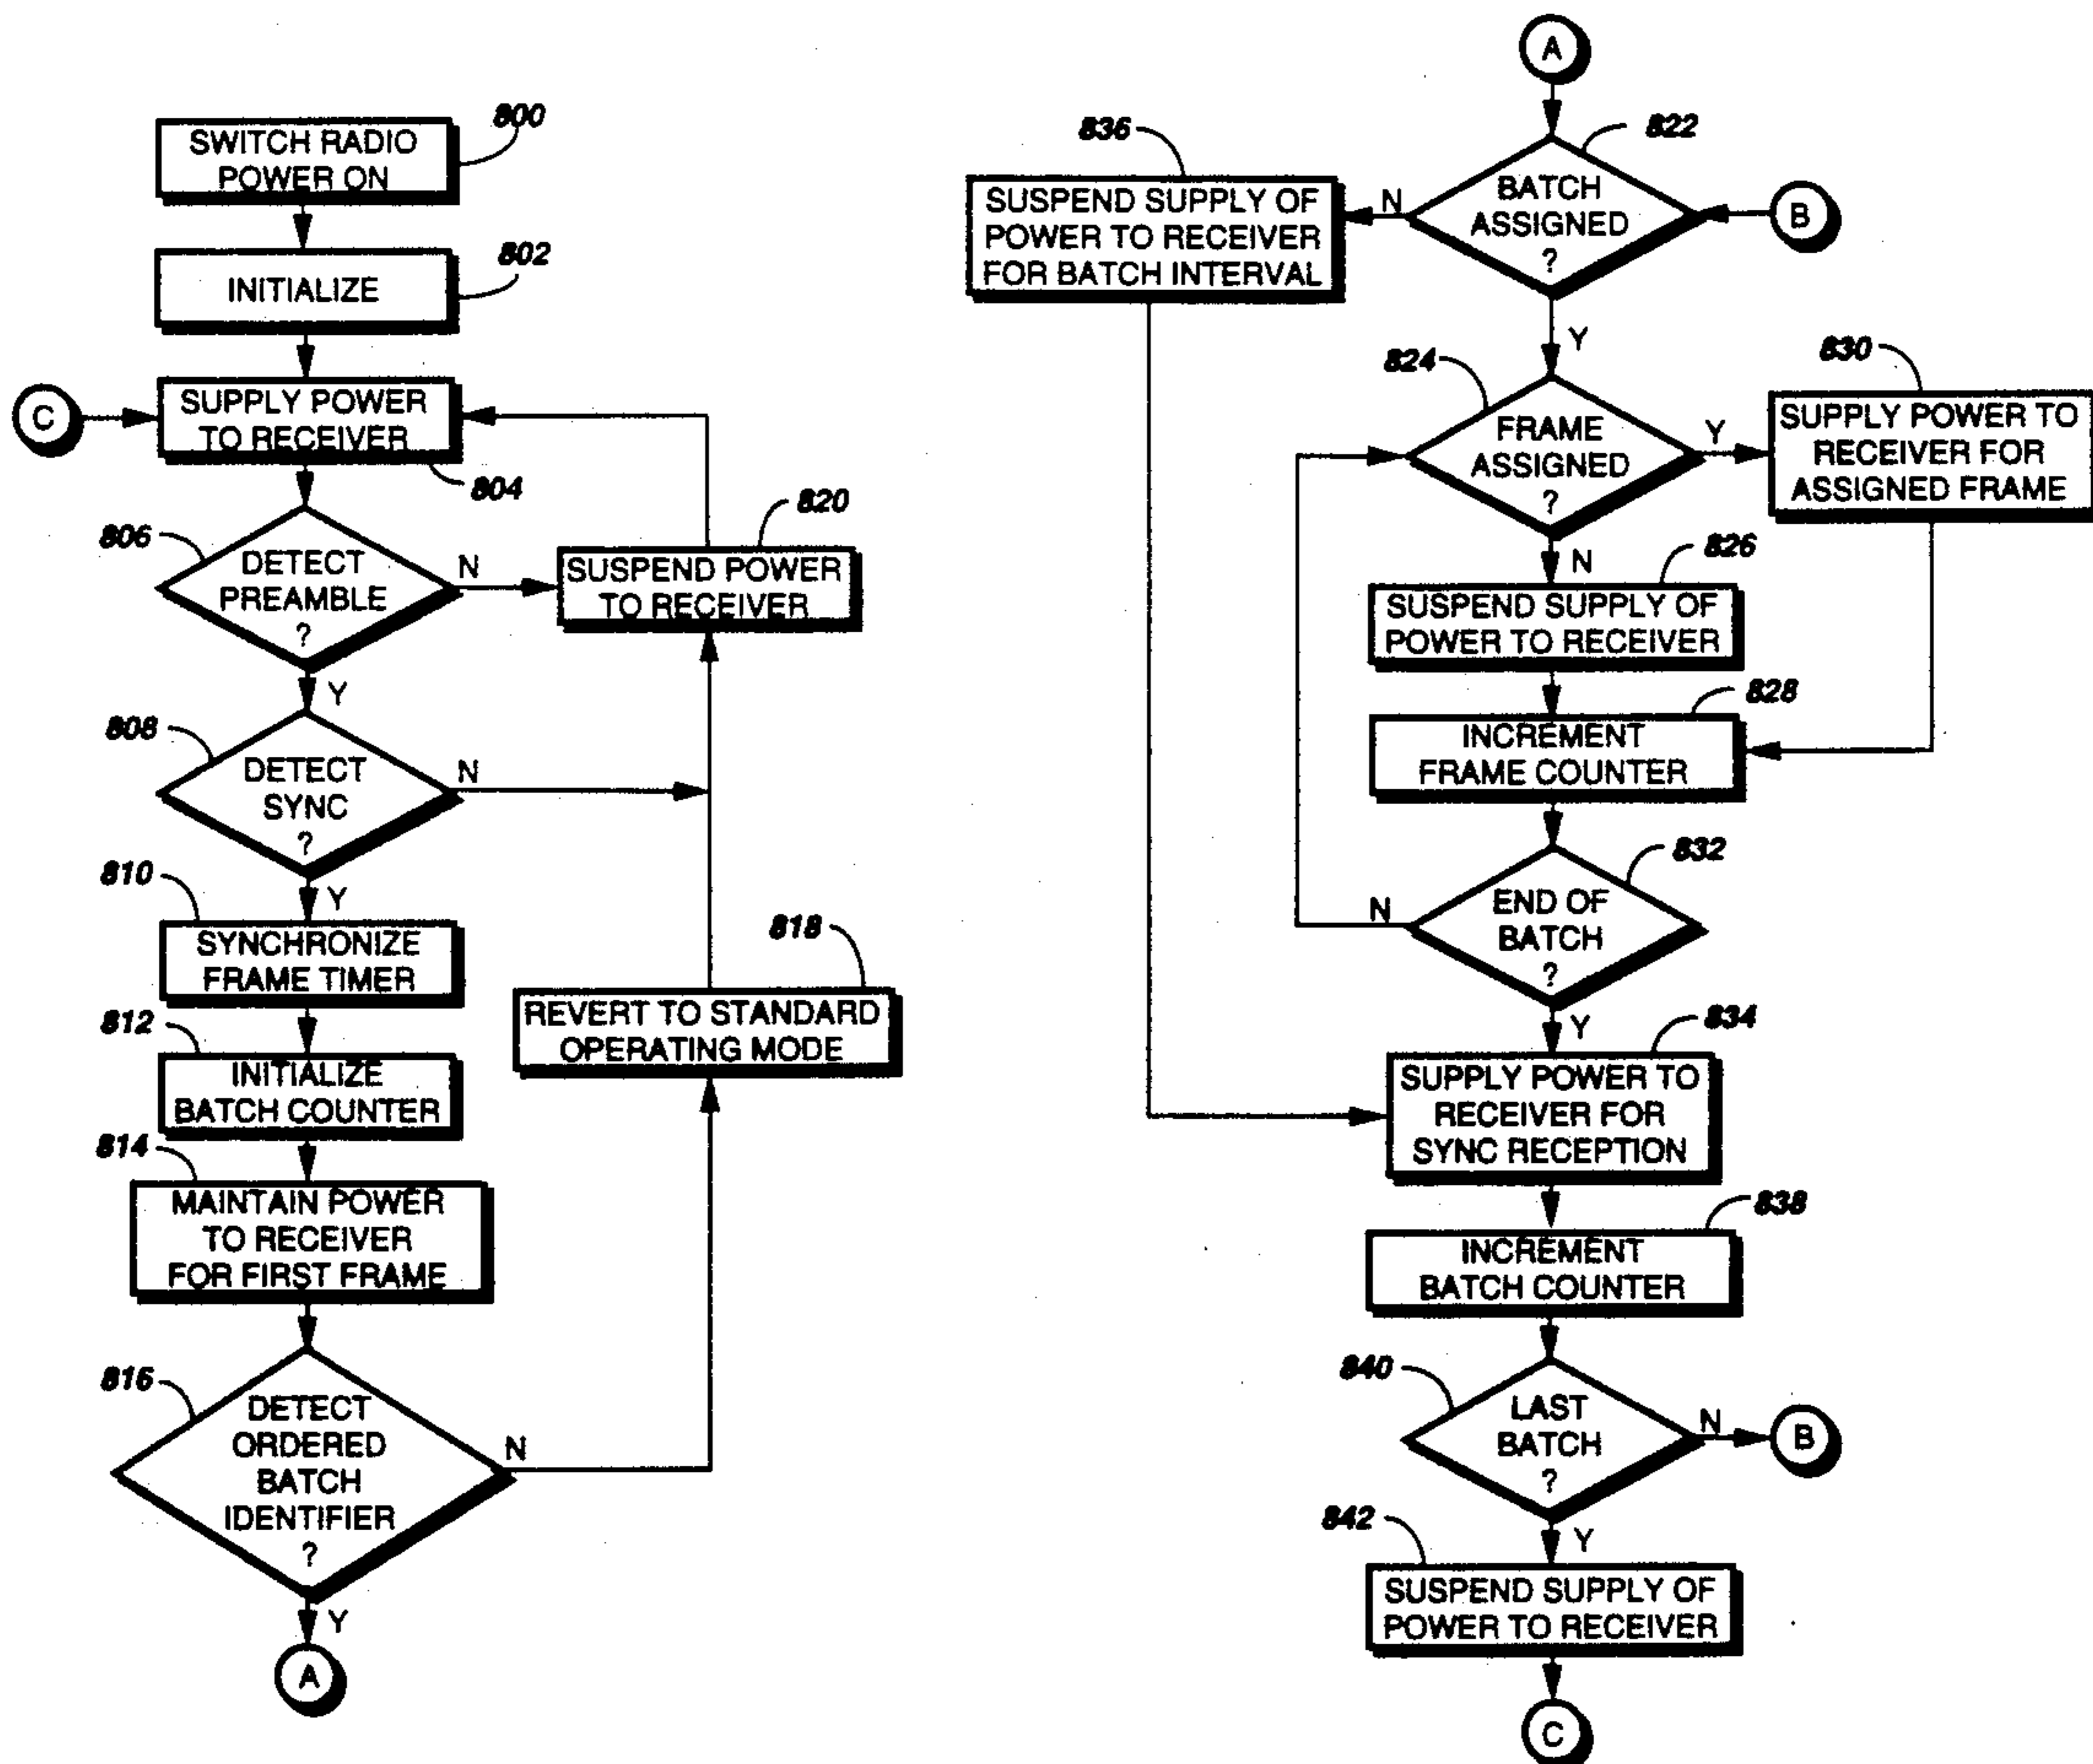 800
SWITCH RADIO
POWER ON
802
INITIALIZE
C
SUPPLY POWER
TO RECEIVER
804
806
DETECT
PREAMBLE
?
N
Y
820
SUSPEND POWER
TO RECEIVER
808
DETECT
SYNC
?
N
Y
810
SYNCHRONIZE
FRAME TIMER
818
REVERT TO STANDARD
OPERATING MODE
812
INITIALIZE
BATCH COUNTER
814
MAINTAIN POWER
TO RECEIVER
FOR FIRST FRAME
816
DETECT
ORDERED
BATCH
IDENTIFIER
?
N
Y
A
A
822
BATCH
ASSIGNED
?
B
N
Y
836
SUSPEND SUPPLY OF
POWER TO RECEIVER
FOR BATCH INTERVAL
824
FRAME
ASSIGNED
?
Y
N
830
SUPPLY POWER TO
RECEIVER FOR
ASSIGNED FRAME
826
SUSPEND SUPPLY OF
POWER TO RECEIVER
828
INCREMENT
FRAME COUNTER
832
END OF
BATCH
?
N
Y
834
SUPPLY POWER TO
RECEIVER FOR
SYNC RECEPTION
838
INCREMENT
BATCH COUNTER
840
LAST
BATCH
?
N
B
Y
842
SUSPEND SUPPLY OF
POWER TO RECEIVER
C